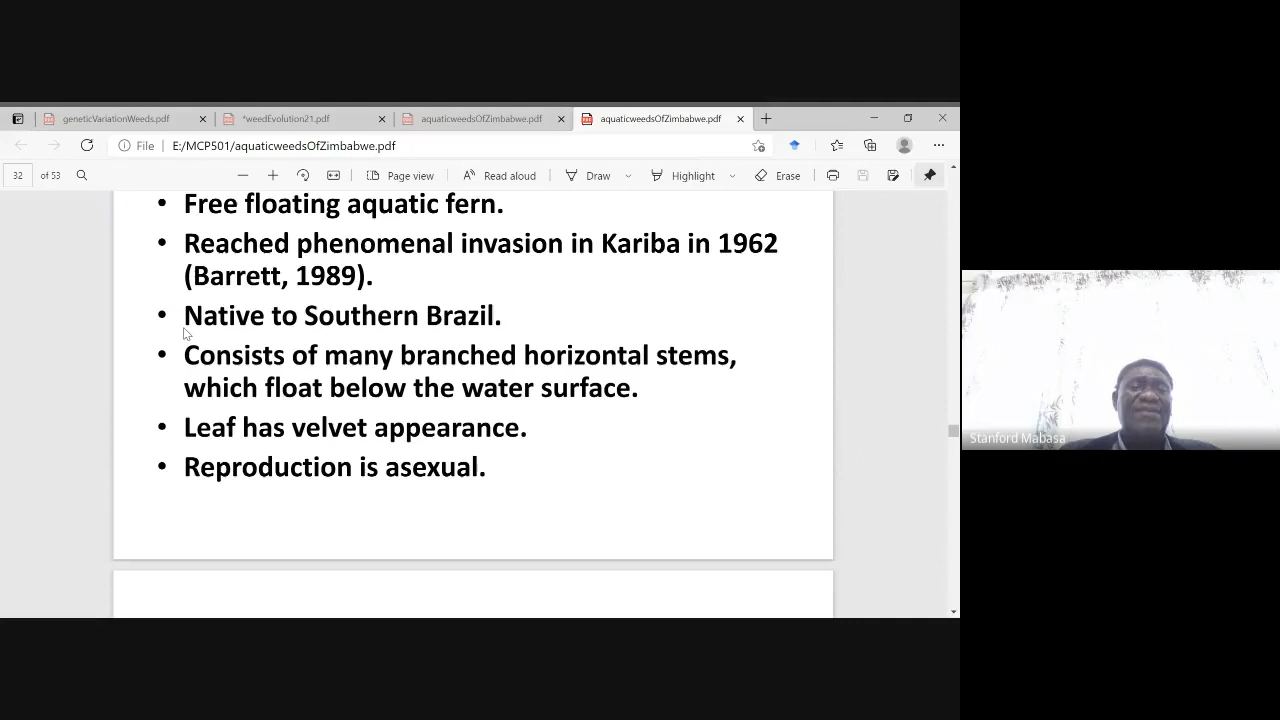 geneticVariationWeeds.pdf
*weedEvolution21.pdf
aquaticweedsOfZimbabwe.pdf
aquaticweedsOfZimbabwe.pdf
File
E:/MCP501/aquaticweedsOfZimbabwe.pdf
32 of 53
Page view
Read aloud
Draw
Highlight
Erase
• Free floating aquatic fern.
• Reached phenomenal invasion in Kariba in 1962
(Barrett, 1989).
• Native to Southern Brazil.
• Consists of many branched horizontal stems,
which float below the water surface.
• Leaf has velvet appearance.
• Reproduction is asexual.
Stanford Mabasa